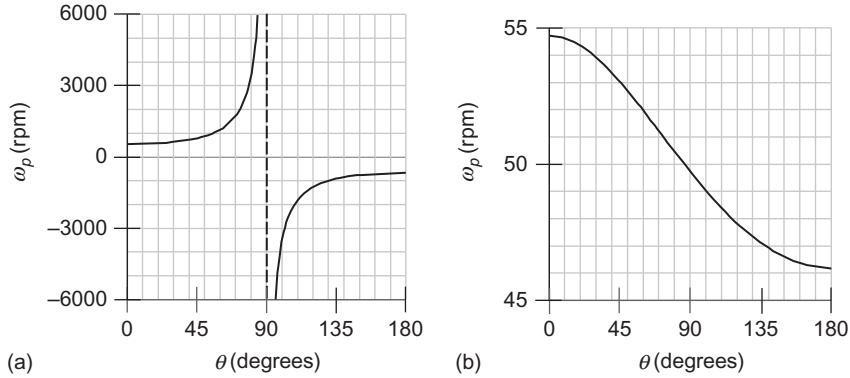 6000
3000
0
–3000
–6000
ωp (rpm)
0 45 90 135 180
θ (degrees)
(a)
55
50
45
ωp (rpm)
0 45 90 135 180
θ (degrees)
(b)